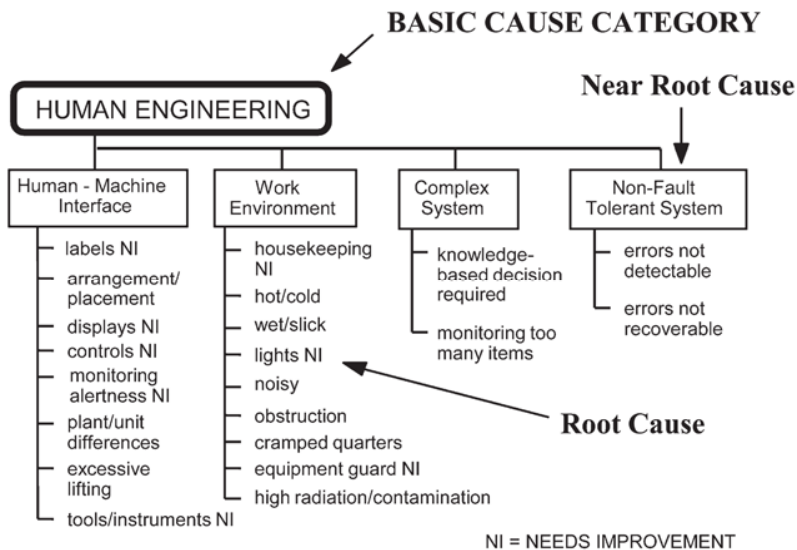 BASIC CAUSE CATEGORY
HUMAN ENGINEERING
Near Root Cause
Human - Machine
Interface
labels NI
arrangement/
placement
displays NI
controls NI
monitoring
alertness NI
plant/unit
differences
excessive
lifting
tools/instruments NI
Work
Environment
housekeeping
NI
hot/cold
wet/slick
lights NI
noisy
obstruction
cramped quarters
equipment guard NI
high radiation/contamination
Complex
System
knowledge-
based decision
required
monitoring too
many items
Non-Fault
Tolerant System
errors not
detectable
errors not
recoverable
Root Cause
NI = NEEDS IMPROVEMENT